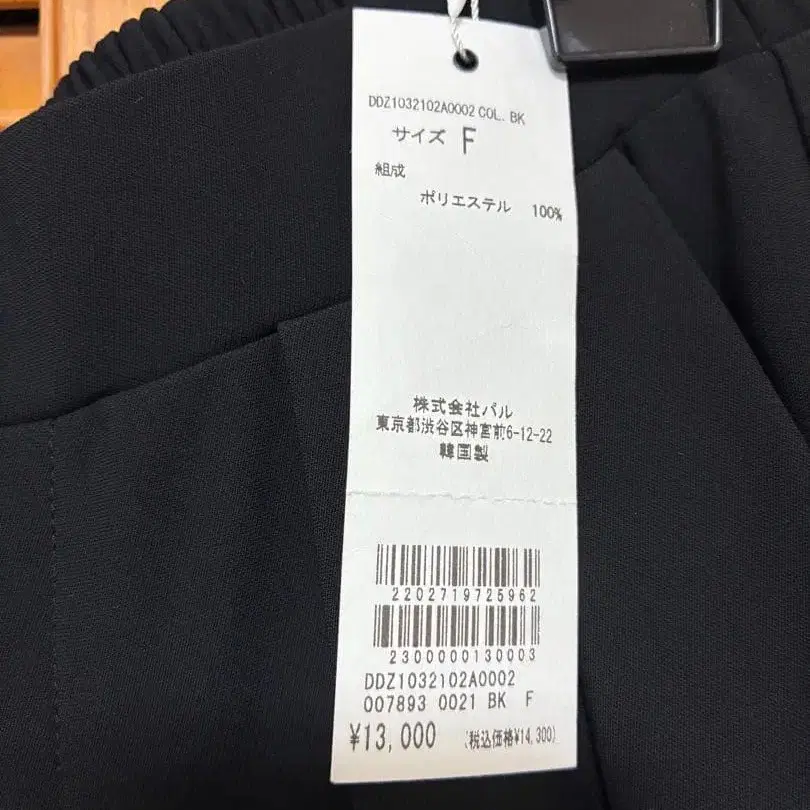 DDZ1032102A0002 COL. BK
サイズ F
組成
ポリエステル 100%
株式会社パル
東京都渋谷区神宮前6-12-22
韓国製
2202719725962
2300000130003
DDZ1032102A0002
007893 0021 BK F
¥13,000 (税込価格¥14,300)